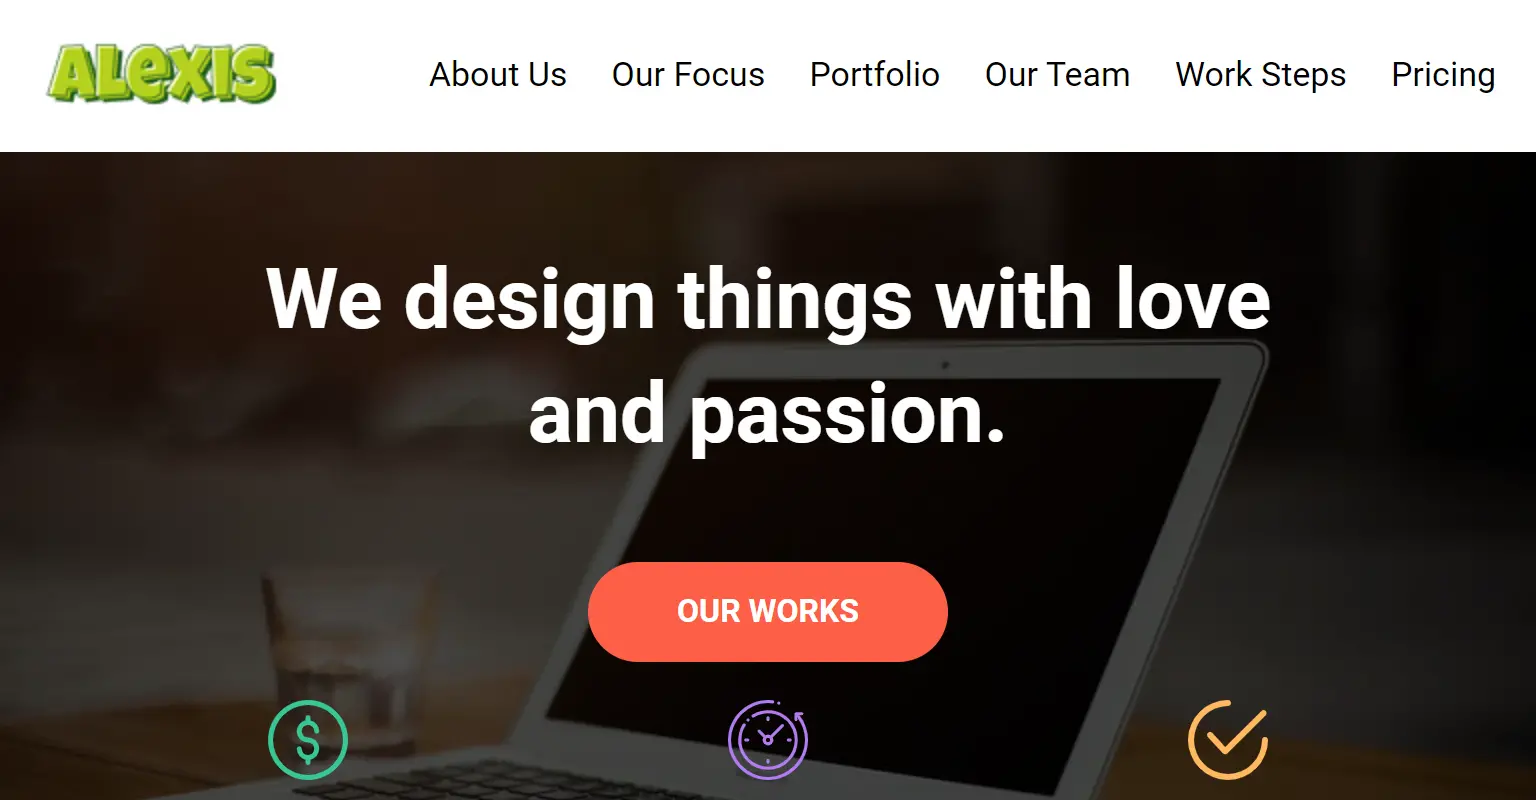 ALEXIS
About Us Our Focus Portfolio Our Team Work Steps Pricing
We design things with love
and passion.
OUR WORKS
$